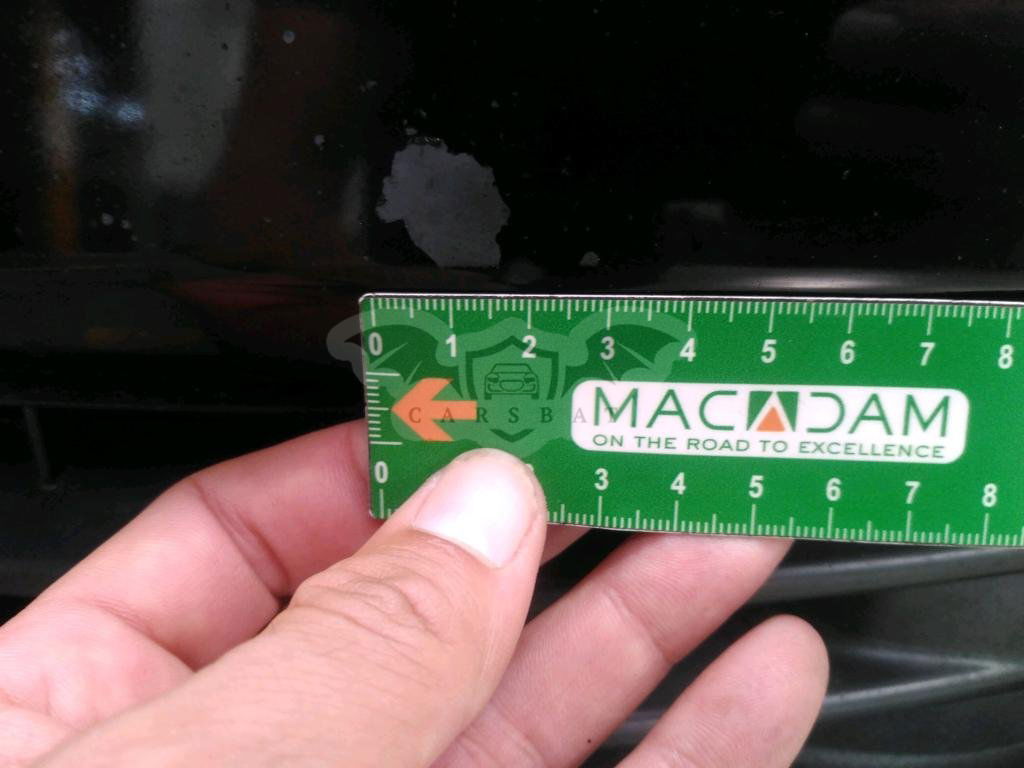 0 1 2 3 4 5 6 7 8
CARSBAT
MACADAM
ON THE ROAD TO EXCELLENCE
0 3 4 5 6 7 8